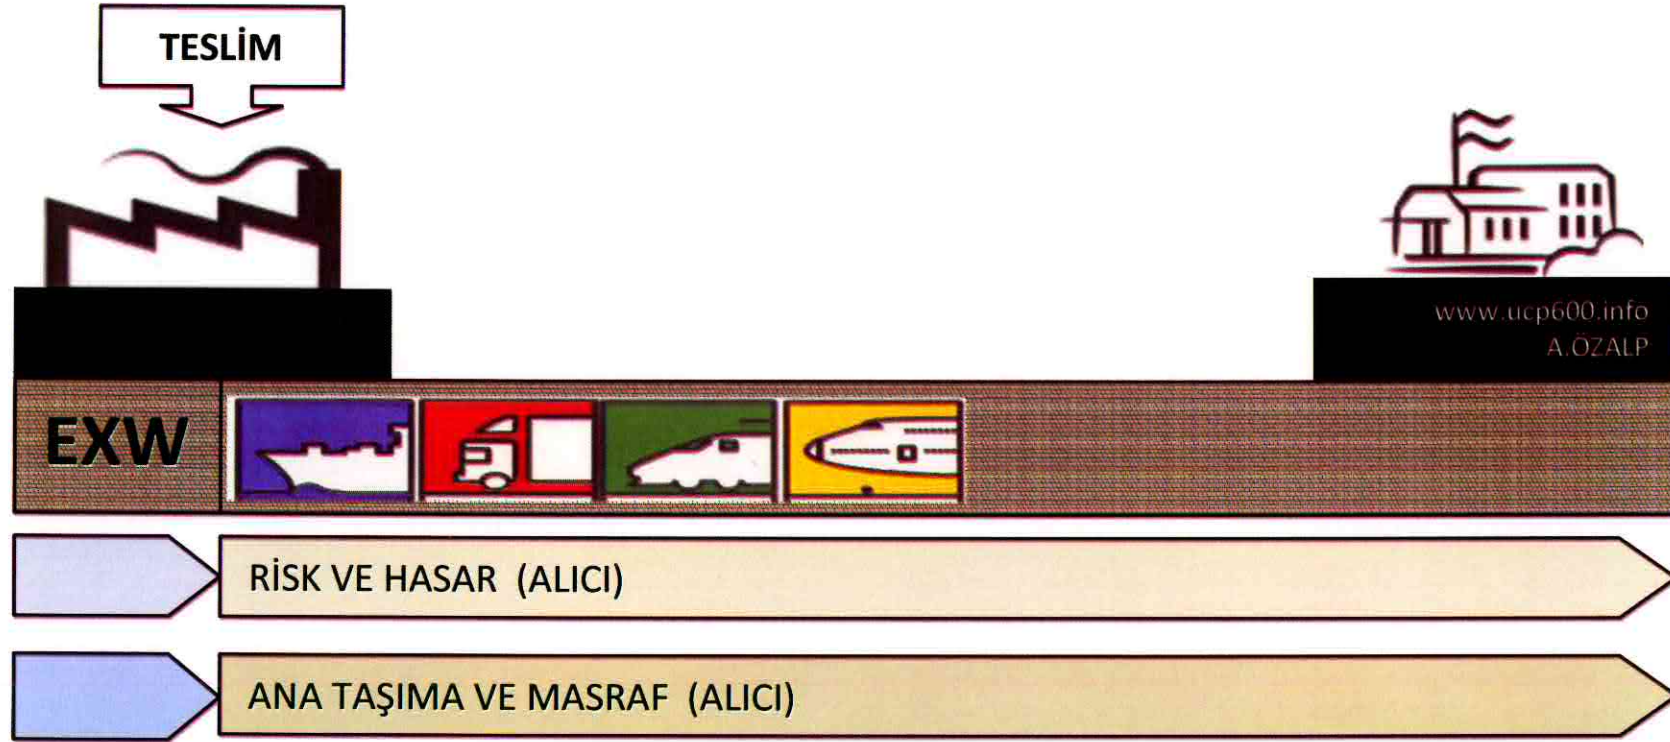 TESLİM
www.ucp600.info
A.ÖZALP
EXW
RİSK VE HASAR (ALICI)
ANA TAŞIMA VE MASRAF (ALICI)